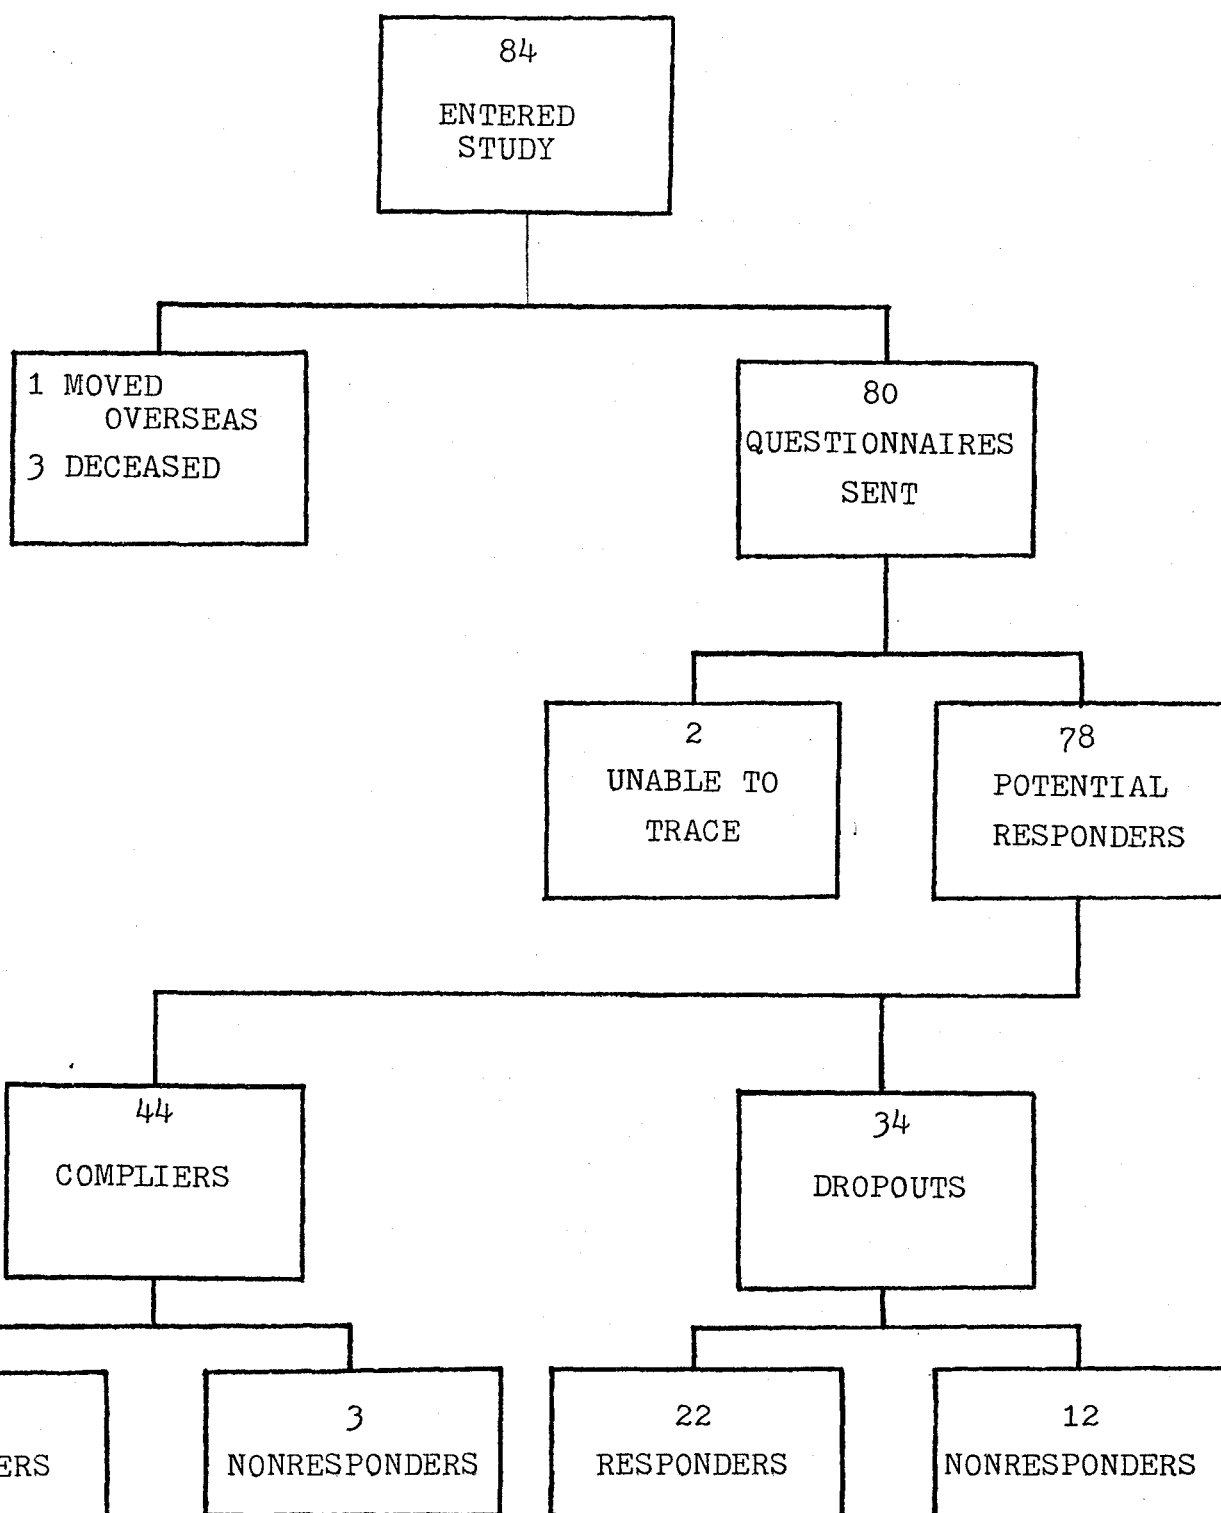 84
ENTERED
STUDY
1 MOVED
OVERSEAS
3 DECEASED
80
QUESTIONNAIRES
SENT
2
UNABLE TO
TRACE
78
POTENTIAL
RESPONDERS
44
COMPLIERS
34
DROPOUTS
ERS
3
NONRESPONDERS
22
RESPONDERS
12
NONRESPONDERS